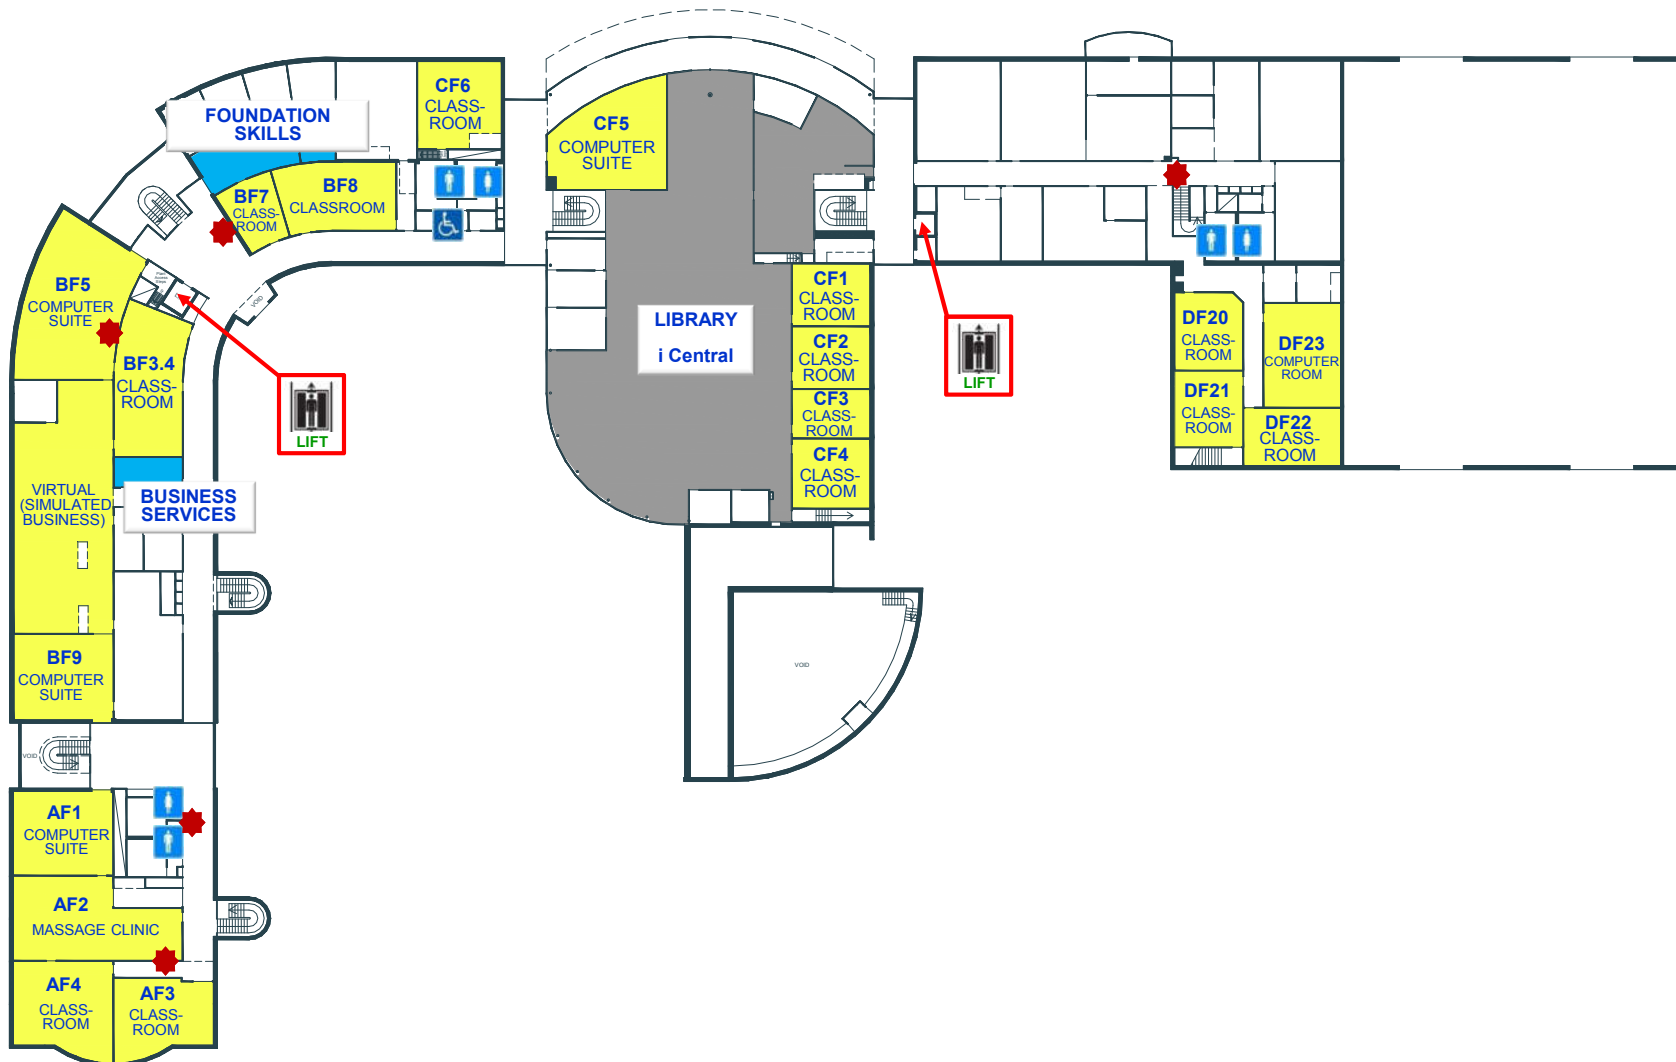 FOUNDATION
SKILLS
CF6
CLASS-
ROOM
CF5
COMPUTER
SUITE
BF7
CLASS-
ROOM
BF8
CLASSROOM
BF5
COMPUTER
SUITE
VOID
BF3.4
CLASS-
ROOM
LIFT
LIBRARY
i Central
CF1
CLASS-
ROOM
CF2
CLASS-
ROOM
CF3
CLASS-
ROOM
CF4
CLASS-
ROOM
LIFT
DF20
CLASS-
ROOM
DF21
CLASS-
ROOM
DF23
COMPUTER
ROOM
DF22
CLASS-
ROOM
VIRTUAL
(SIMULATED
BUSINESS)
BUSINESS
SERVICES
BF9
COMPUTER
SUITE
VOID
VOID
AF1
COMPUTER
SUITE
AF2
MASSAGE CLINIC
AF4
CLASS-
ROOM
AF3
CLASS-
ROOM